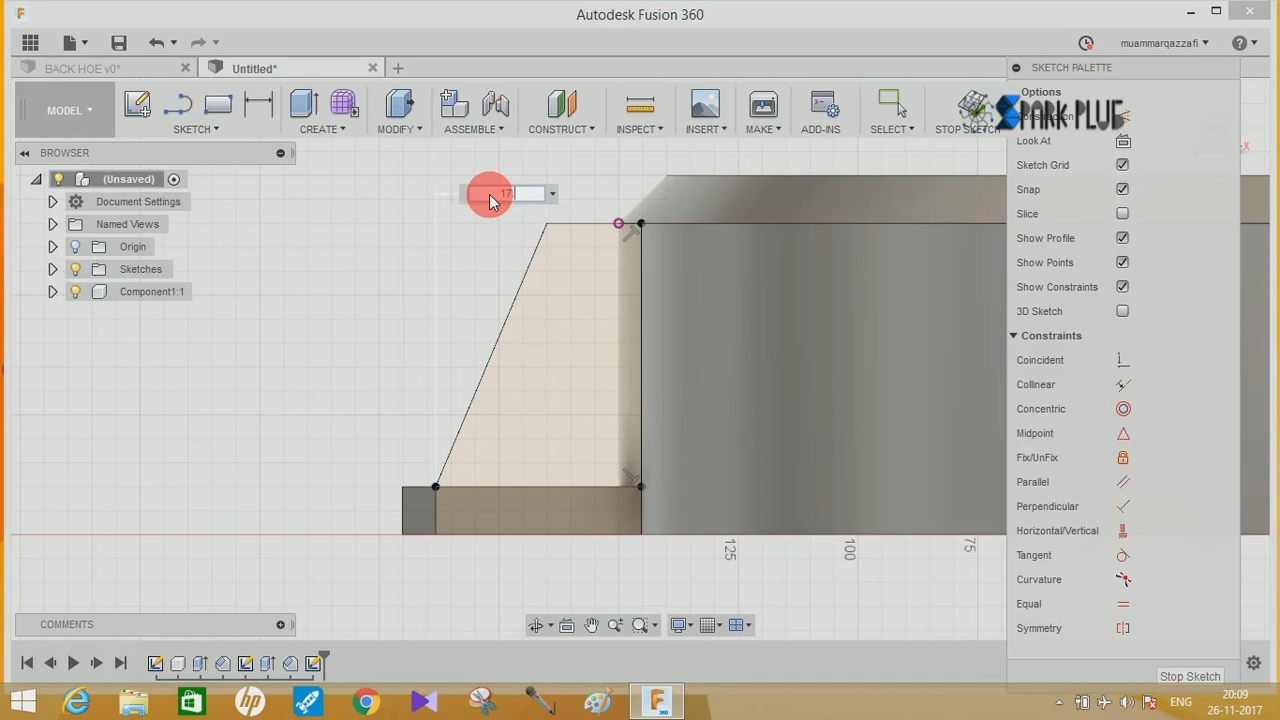 Autodesk Fusion 360
muammarqazzafi
BACK HOE v0*
Untitled*
MODEL
SKETCH
CREATE
MODIFY
ASSEMBLE
CONSTRUCT
INSPECT
INSERT
MAKE
ADD-INS
SELECT
STOP SKETCH
SPARK PLUG
SKETCH PALETTE
Options
Construction
Look At
Sketch Grid
Snap
Slice
Show Profile
Show Points
Show Constraints
3D Sketch
Constraints
Coincident
Collinear
Concentric
Midpoint
Fix/UnFix
Parallel
Perpendicular
Horizontal/Vertical
Tangent
Curvature
Equal
Symmetry
Stop Sketch
BROWSER
(Unsaved)
Document Settings
Named Views
Origin
Sketches
Component1:1
17.
125
100
75
-X
COMMENTS
hp
360
ENG
20:09
26-11-2017